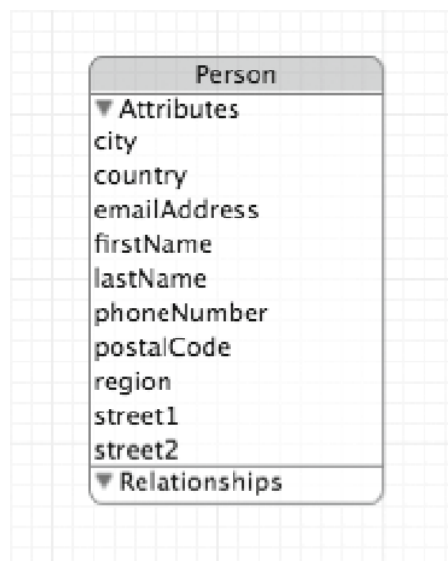 Person
Attributes
city
country
emailAddress
firstName
lastName
phoneNumber
postalCode
region
street1
street2
Relationships